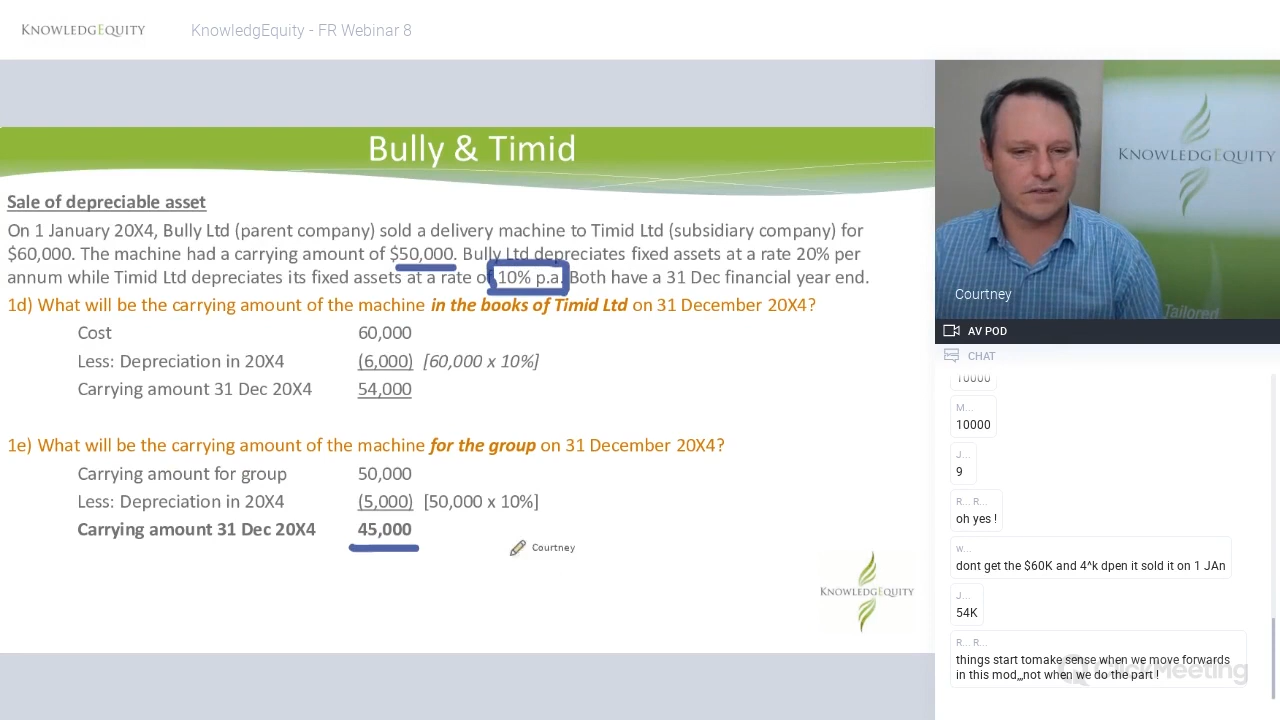 KNOWLEDGEQUITY
KnowledgEquity - FR Webinar 8
Bully & Timid
Sale of depreciable asset
On 1 January 20X4, Bully Ltd (parent company) sold a delivery machine to Timid Ltd (subsidiary company) for
$60,000. The machine had a carrying amount of $50,000. Bully Ltd depreciates fixed assets at a rate 20% per
annum while Timid Ltd depreciates its fixed assets at a rate of 10% p.a. Both have a 31 Dec financial year end.
1d) What will be the carrying amount of the machine in the books of Timid Ltd on 31 December 20X4?
Cost 60,000
Less: Depreciation in 20X4 (6,000) [60,000 x 10%]
Carrying amount 31 Dec 20X4 54,000
1e) What will be the carrying amount of the machine for the group on 31 December 20X4?
Carrying amount for group 50,000
Less: Depreciation in 20X4 (5,000) [50,000 x 10%]
Carrying amount 31 Dec 20X4 45,000
Courtney
KNOWLEDGEQUITY
KNOWLEDGEQUITY
Tailored
Courtney
AV POD
CHAT
10000
M...
10000
J...
9
R... R...
oh yes !
w...
dont get the $60K and 4^k dpen it sold it on 1 JAn
J...
54K
R... R...
things start tomake sense when we move forwards
in this mod,,,not when we do the part !
ClickMeeting